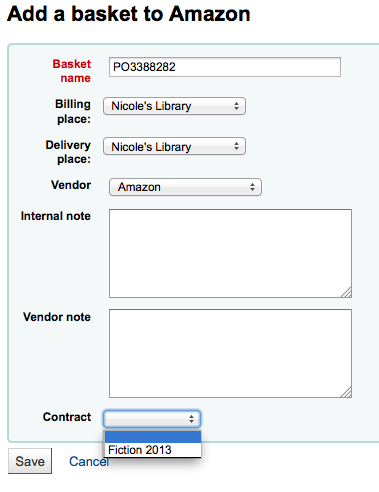 Add a basket to Amazon
Basket
name
PO3388282
Billing
place:
Nicole's Library
Delivery
place:
Nicole's Library
Vendor
Amazon
Internal note
Vendor note
Contract
Fiction 2013
Save
Cancel